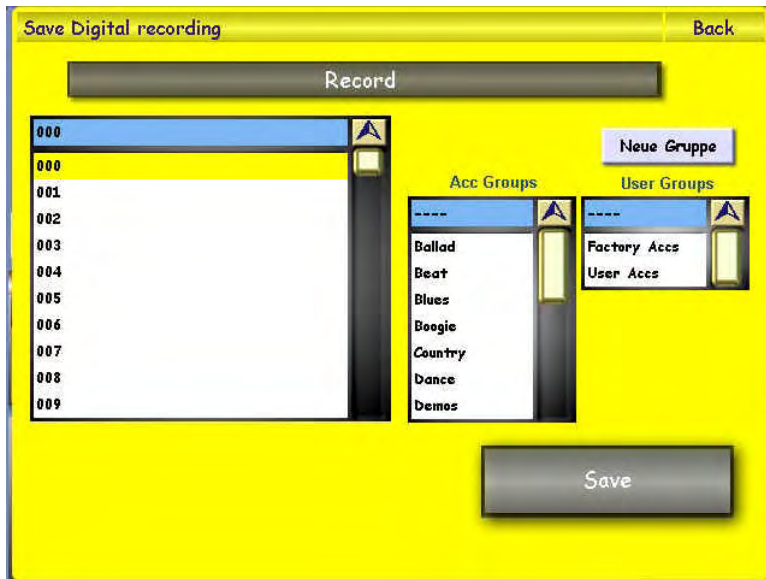 Save Digital recording
Back
Record
000
000
001
002
003
004
005
006
007
008
009
Neue Gruppe
Acc Groups
----
Ballad
Beat
Blues
Boogie
Country
Dance
Demos
User Groups
----
Factory Accs
User Accs
Save